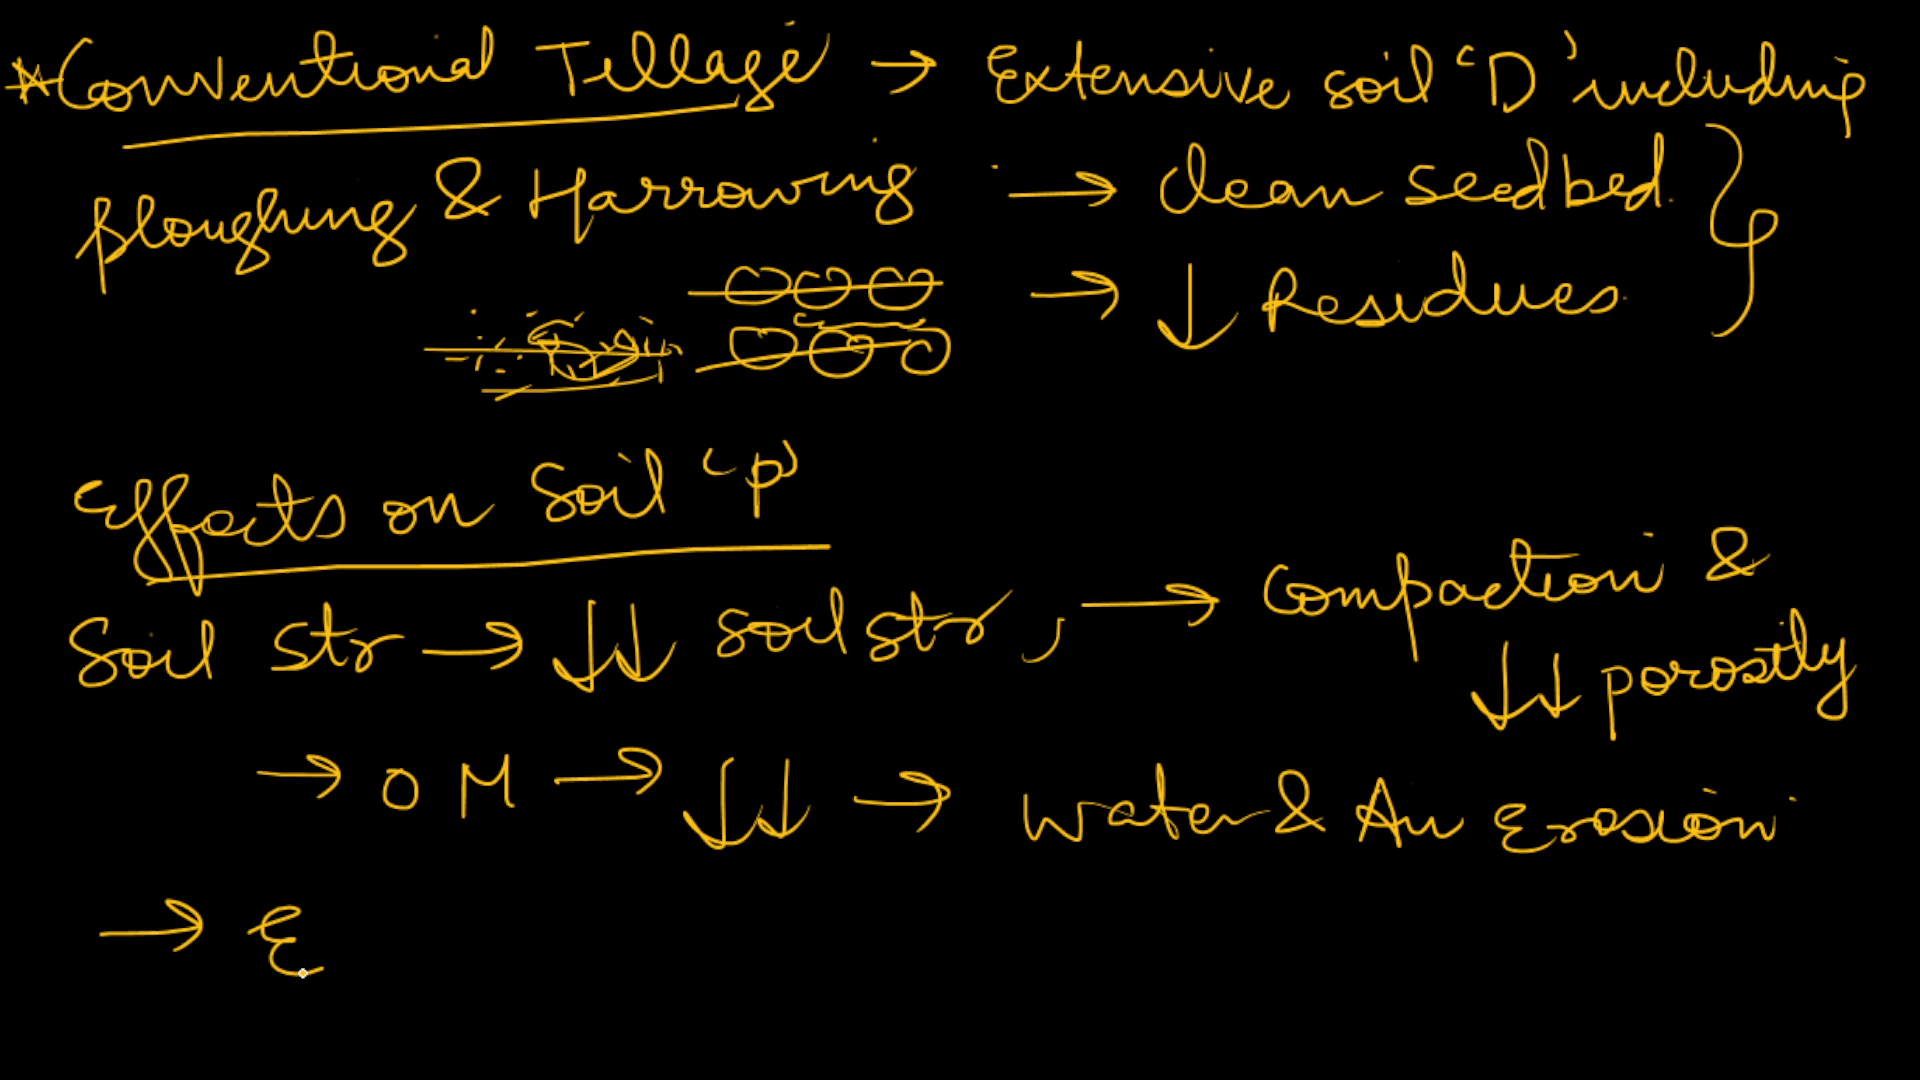 *Conventional Tillage → Extensive soil 'D' including
ploughing & Harrowing → clean seedbed.
→ ↓ Residues.
Effects on Soil 'p'
Soil str → ↓↓ soil str, → compaction &
↓↓ porostly
→ OM → ↓↓ → water & Air Erosion
→ E